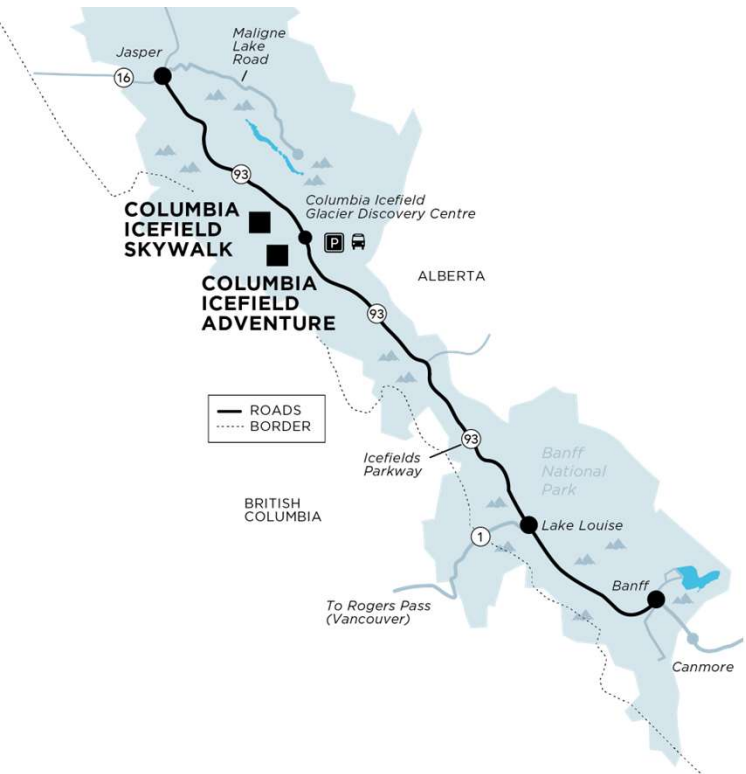 Jasper
Maligne
Lake
Road
16
93
Columbia Icefield
Glacier Discovery Centre
COLUMBIA
ICEFIELD
SKYWALK
P
COLUMBIA
ICEFIELD
ADVENTURE
ALBERTA
93
ROADS
BORDER
93
Icefields
Parkway
Banff
National
Park
BRITISH
COLUMBIA
Lake Louise
1
Banff
To Rogers Pass
(Vancouver)
Canmore